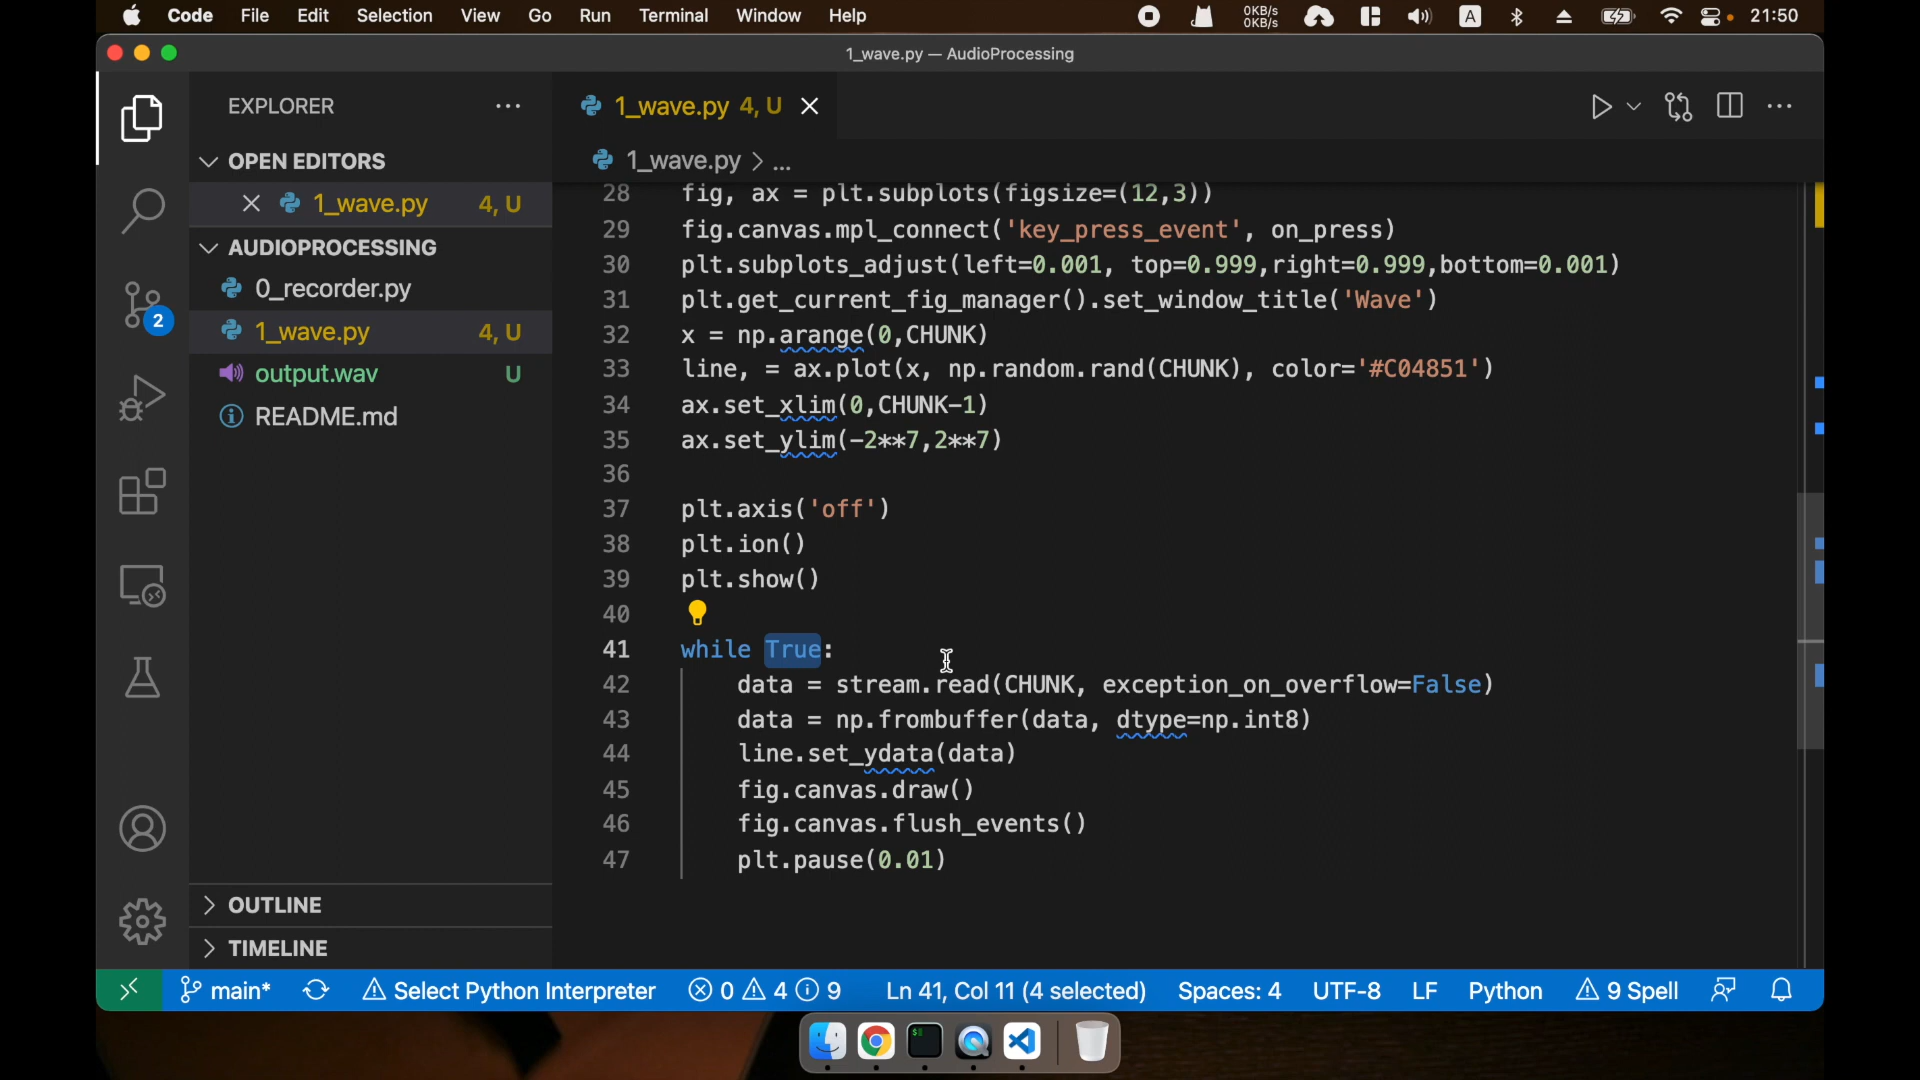 Code File Edit Selection View Go Run Terminal Window Help 0KB/s 0KB/s A 21:50
1_wave.py — AudioProcessing
EXPLORER ...
1_wave.py 4, U
OPEN EDITORS
1_wave.py > ...
1_wave.py 4, U
AUDIOPROCESSING
0_recorder.py
1_wave.py 4, U
output.wav U
README.md
2
28 fig, ax = plt.subplots(figsize=(12,3))
29 fig.canvas.mpl_connect('key_press_event', on_press)
30 plt.subplots_adjust(left=0.001, top=0.999,right=0.999,bottom=0.001)
31 plt.get_current_fig_manager().set_window_title('Wave')
32 x = np.arange(0,CHUNK)
33 line, = ax.plot(x, np.random.rand(CHUNK), color='#C04851')
34 ax.set_xlim(0,CHUNK-1)
35 ax.set_ylim(-2**7,2**7)
36
37 plt.axis('off')
38 plt.ion()
39 plt.show()
40
41 while True:
42 data = stream.read(CHUNK, exception_on_overflow=False)
43 data = np.frombuffer(data, dtype=np.int8)
44 line.set_ydata(data)
45 fig.canvas.draw()
46 fig.canvas.flush_events()
47 plt.pause(0.01)
OUTLINE
TIMELINE
main* Select Python Interpreter 0 4 9 Ln 41, Col 11 (4 selected) Spaces: 4 UTF-8 LF Python 9 Spell